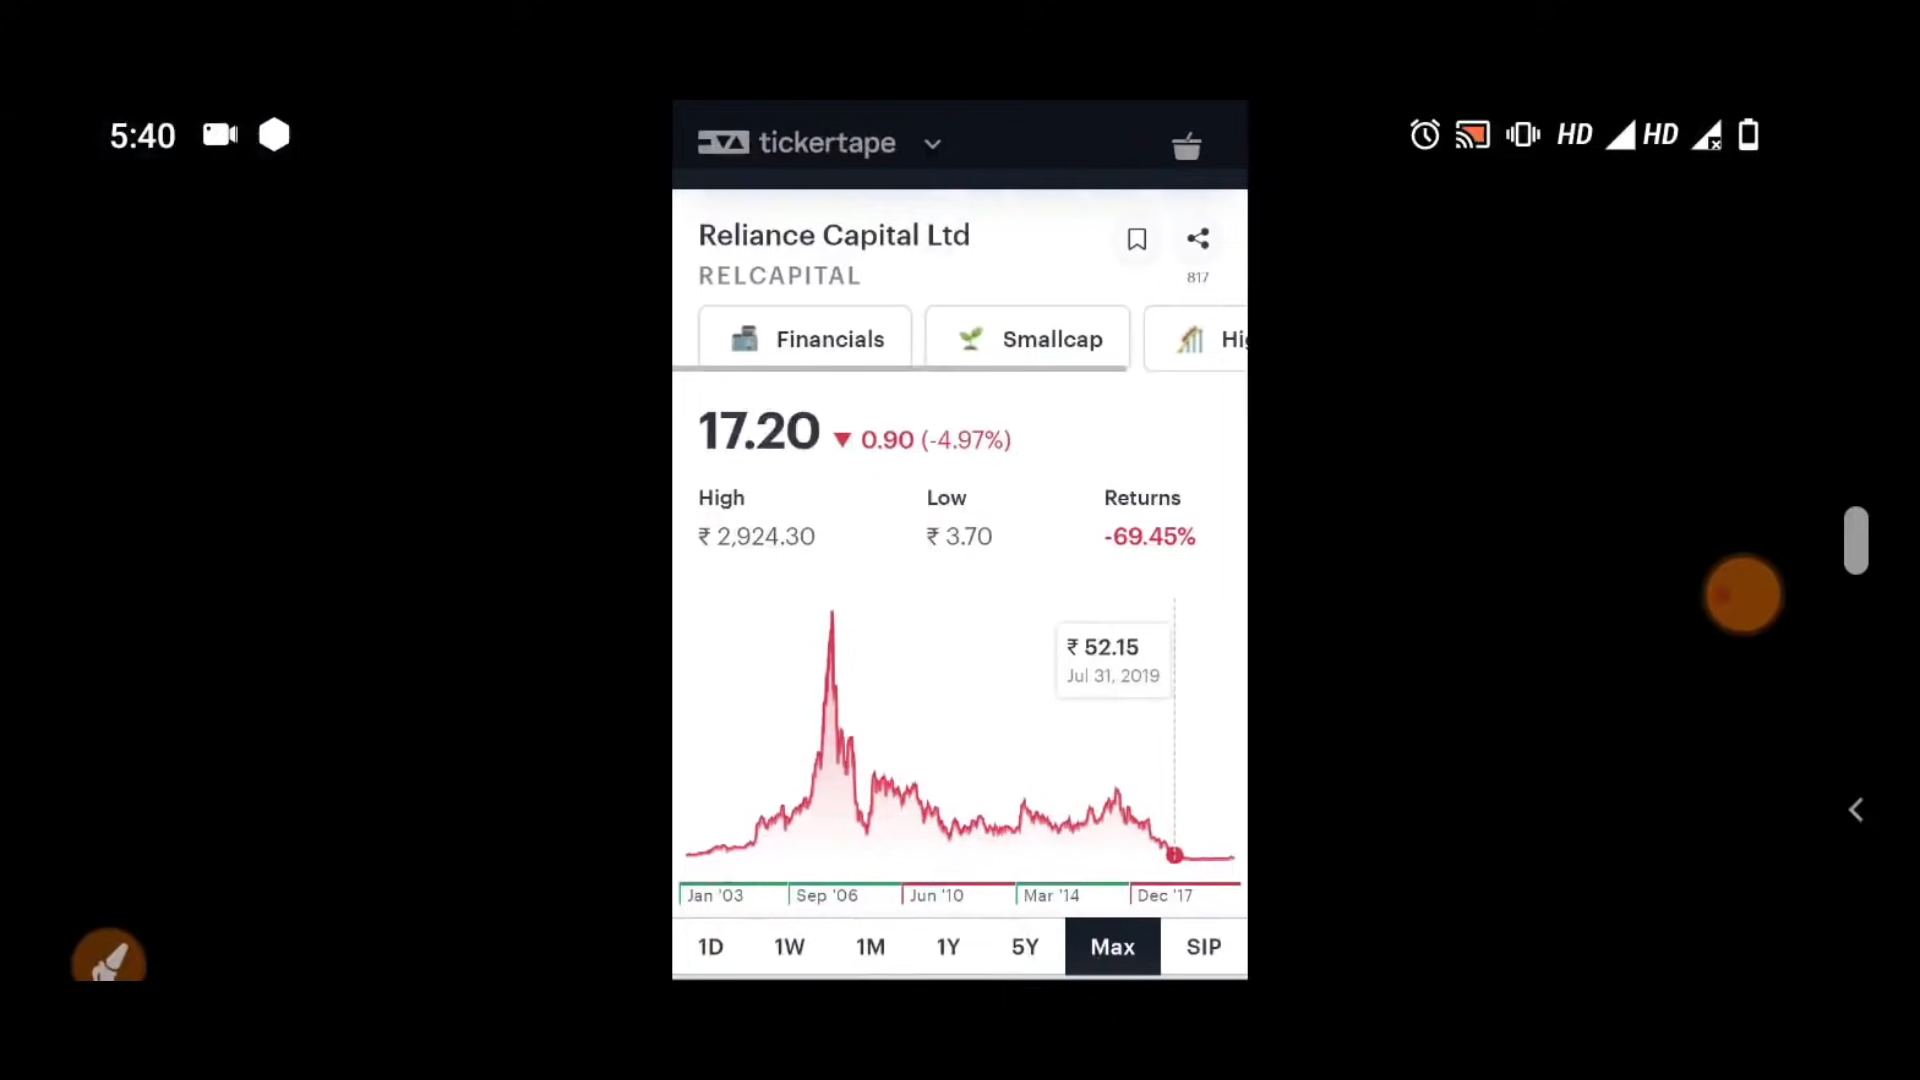 5:40
HD HD
tickertape
Reliance Capital Ltd
RELCAPITAL
817
Financials Smallcap
17.20 ▼ 0.90 (-4.97%)
High Low Returns
₹ 2,924.30 ₹ 3.70 -69.45%
₹ 52.15
Jul 31, 2019
Jan '03 Sep '06 Jun '10 Mar '14 Dec '17
1D 1W 1M 1Y 5Y Max SIP